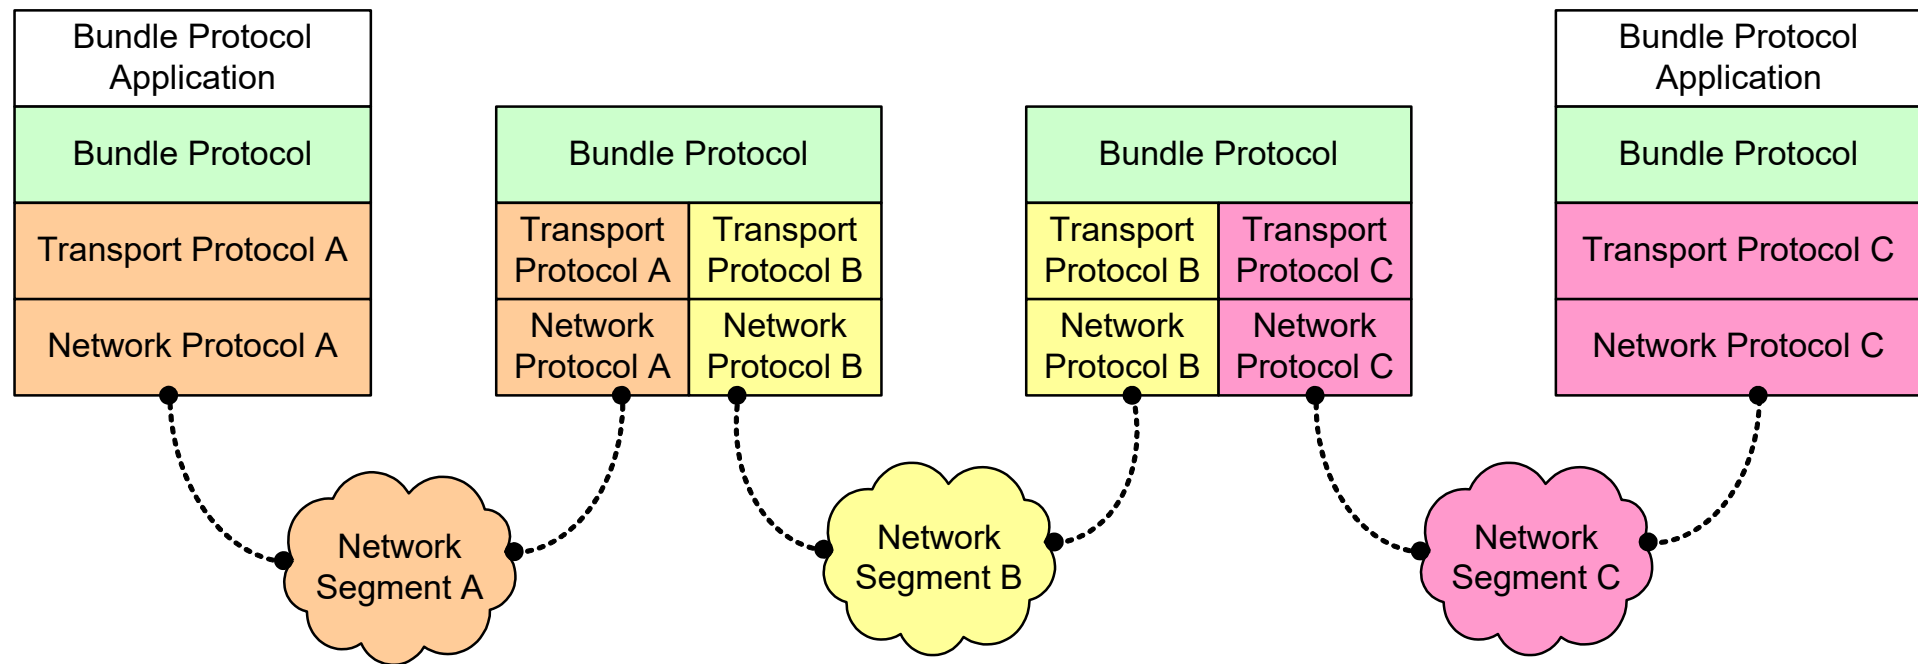 Bundle Protocol
Application
Bundle Protocol
Transport Protocol A
Network Protocol A
Bundle Protocol
Transport
Protocol A
Transport
Protocol B
Network
Protocol A
Network
Protocol B
Bundle Protocol
Transport
Protocol B
Transport
Protocol C
Network
Protocol B
Network
Protocol C
Bundle Protocol
Application
Bundle Protocol
Transport Protocol C
Network Protocol C
Network
Segment A
Network
Segment B
Network
Segment C